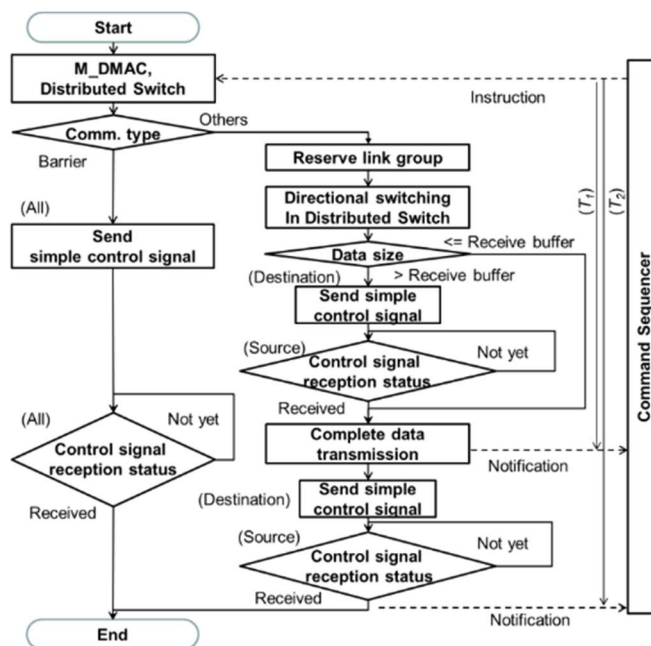 Start
M_DMAC,
Distributed Switch
Instruction
Comm. type
Others
Barrier
Reserve link group
Directional switching
In Distributed Switch
(All)
Send
simple control signal
Data size
<= Receive buffer
> Receive buffer
(Destination)
Send simple
control signal
(Source)
Control signal
reception status
Not yet
Received
(All)
Not yet
Control signal
reception status
Received
Complete data
transmission
Notification
(Destination)
Send simple
control signal
(Source)
Control signal
reception status
Not yet
Received
Notification
End
(T₁)
(T₂)
Command Sequencer